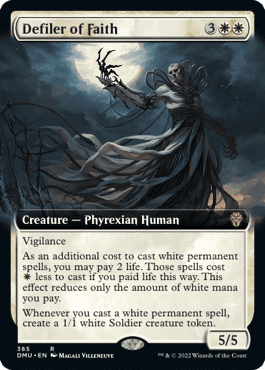 Defiler of Faith 3
Creature — Phyrexian Human
Vigilance
As an additional cost to cast white permanent
spells, you may pay 2 life. Those spells cost
less to cast if you paid life this way. This
effect reduces only the amount of white mana
you pay.
Whenever you cast a white permanent spell,
create a 1/1 white Soldier creature token.
5/5
385 R
DMU • EN MAGALI VILLENEUVE
™ & © 2022 Wizards of the Coast